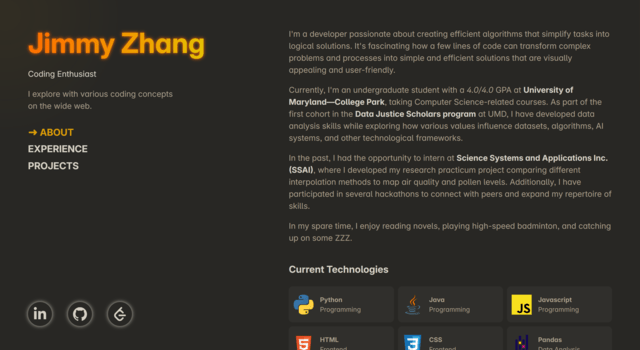 Jimmy Zhang
Coding Enthusiast
I explore with various coding concepts
on the wide web.
→ ABOUT
EXPERIENCE
PROJECTS
I'm a developer passionate about creating efficient algorithms that simplify tasks into
logical solutions. It's fascinating how a few lines of code can transform complex
problems and processes into simple and efficient solutions that are visually
appealing and user-friendly.
Currently, I'm an undergraduate student with a 4.0/4.0 GPA at University of
Maryland—College Park, taking Computer Science-related courses. As part of the
first cohort in the Data Justice Scholars program at UMD, I have developed data
analysis skills while exploring how various values influence datasets, algorithms, AI
systems, and other technological frameworks.
In the past, I had the opportunity to intern at Science Systems and Applications Inc.
(SSAI), where I developed my research practicum project comparing different
interpolation methods to map air quality and pollen levels. Additionally, I have
participated in several hackathons to connect with peers and expand my repertoire of
skills.
In my spare time, I enjoy reading novels, playing high-speed badminton, and catching
up on some ZZZ.
Current Technologies
Python
Programming
Java
Programming
JS
Javascript
Programming
HTML
Frontend
CSS
Frontend
Pandas
Data Analysis
in